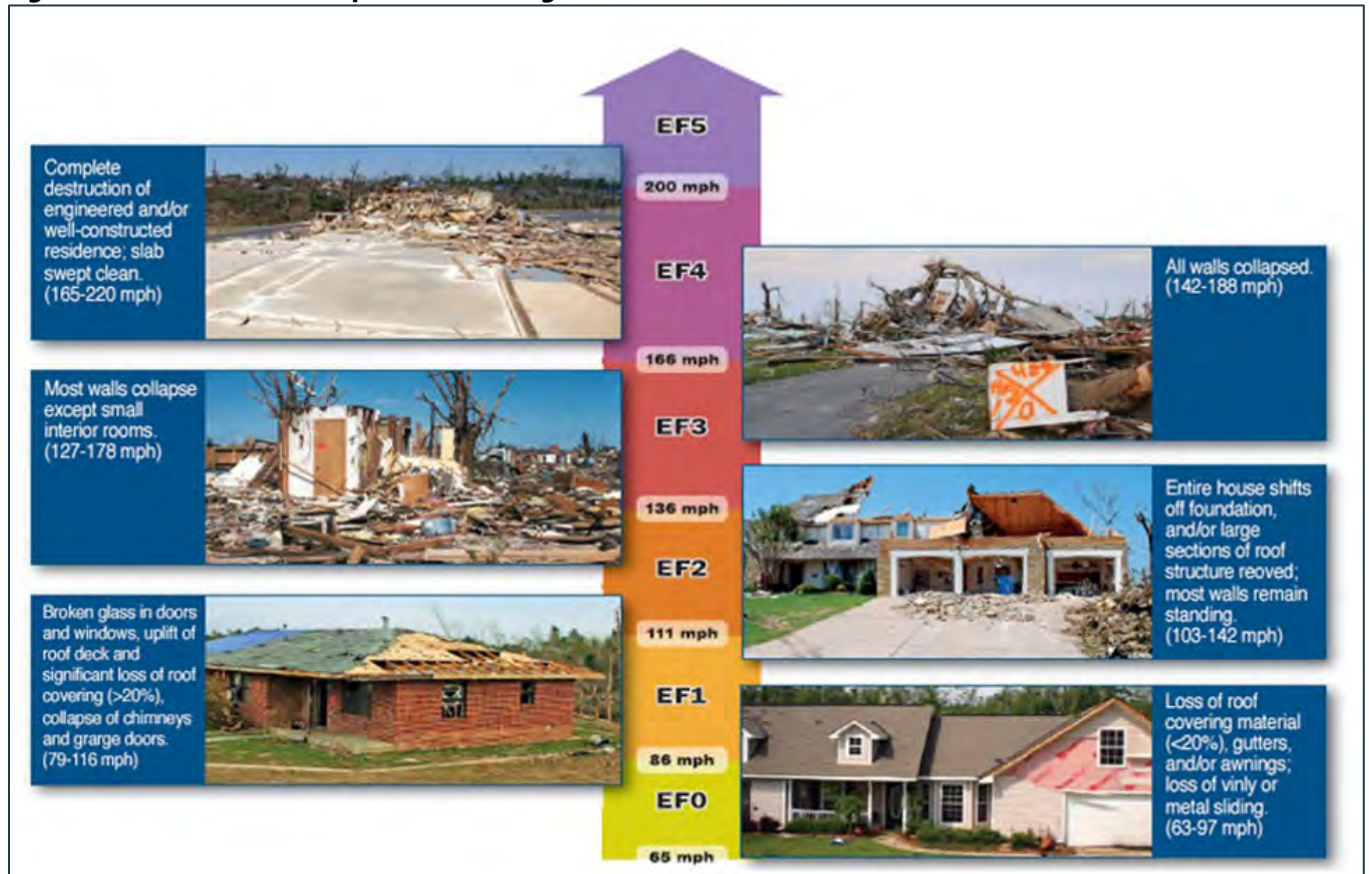 EF5
200 mph
EF4
166 mph
EF3
136 mph
EF2
111 mph
EF1
86 mph
EF0
65 mph
Complete
destruction of
engineered and/or
well-constructed
residence; slab
swept clean.
(165-220 mph)
All walls collapsed.
(142-188 mph)
Most walls collapse
except small
interior rooms.
(127-178 mph)
Entire house shifts
off foundation,
and/or large
sections of roof
structure reoved;
most walls remain
standing.
(103-142 mph)
Broken glass in doors
and windows, uplift of
roof deck and
significant loss of roof
covering (>20%),
collapse of chimneys
and grarge doors.
(79-116 mph)
Loss of roof
covering material
(<20%), gutters,
and/or awnings;
loss of vinly or
metal sliding.
(63-97 mph)